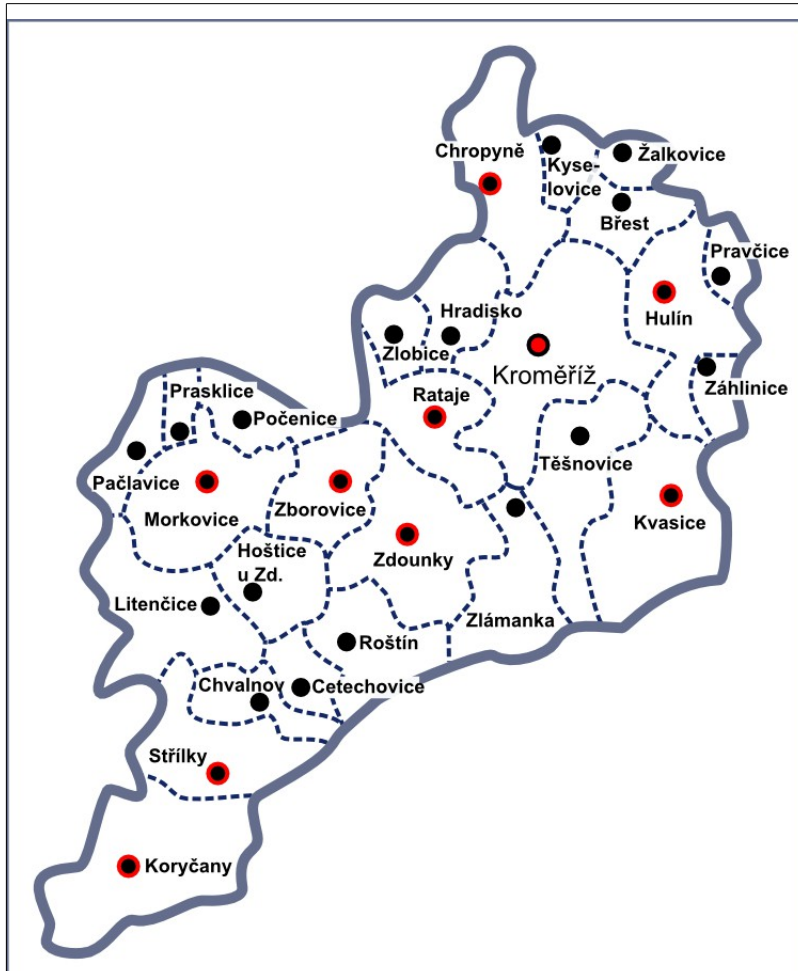 Chropyně
Kyse-
lovice
Žalkovice
Břest
Pravčice
Hulín
Hradisko
Zlobice
Kroměříž
Záhlinice
Rataje
Prasklice
Počenice
Těšnovice
Pačlavice
Morkovice
Zborovice
Kvasice
Zdounky
Hoštice
u Zd.
Litenčice
Zlámanka
Roštín
Chvalnov
Cetechovice
Střílky
Koryčany